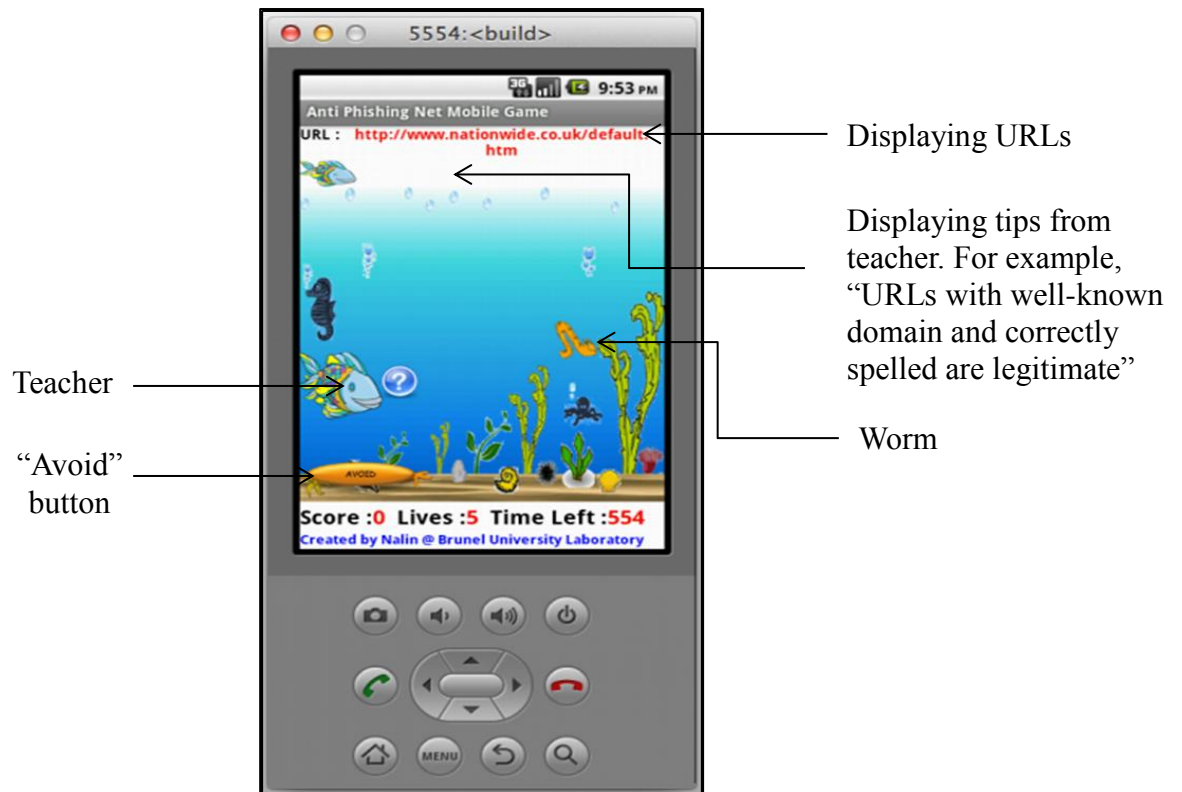 5554:<build>
3G
9:53 PM
Anti Phishing Net Mobile Game
URL : http://www.nationwide.co.uk/default.
htm
?
AVOID
Score :0 Lives :5 Time Left :554
Created by Nalin @ Brunel University Laboratory
MENU
Teacher
“Avoid”
button
Displaying URLs
Displaying tips from
teacher. For example,
“URLs with well-known
domain and correctly
spelled are legitimate”
Worm